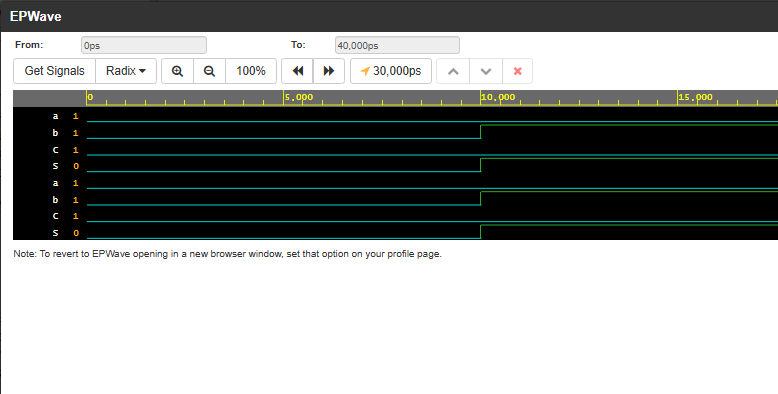 EPWave
From: 0ps To: 40,000ps
Get Signals Radix 100% 30,000ps
0 5,000 10,000 15,000
a 1
b 1
C 1
S 0
a 1
b 1
C 1
S 0
Note: To revert to EPWave opening in a new browser window, set that option on your profile page.